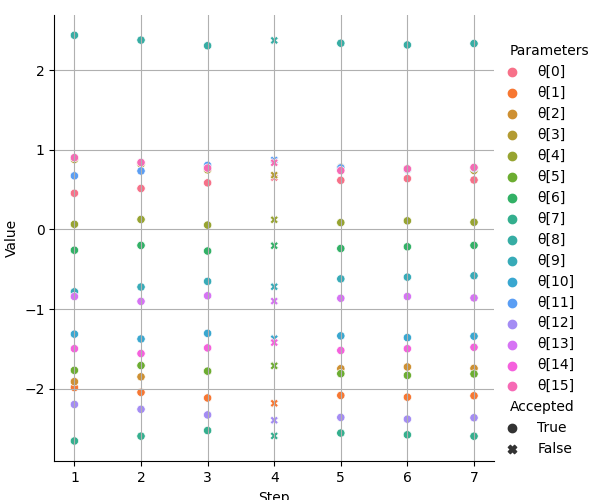 Parameters
θ[0]
θ[1]
θ[2]
θ[3]
θ[4]
θ[5]
θ[6]
θ[7]
θ[8]
θ[9]
θ[10]
θ[11]
θ[12]
θ[13]
θ[14]
θ[15]
Accepted
True
False
Value
2
1
0
−1
−2
1 2 3 4 5 6 7
Step